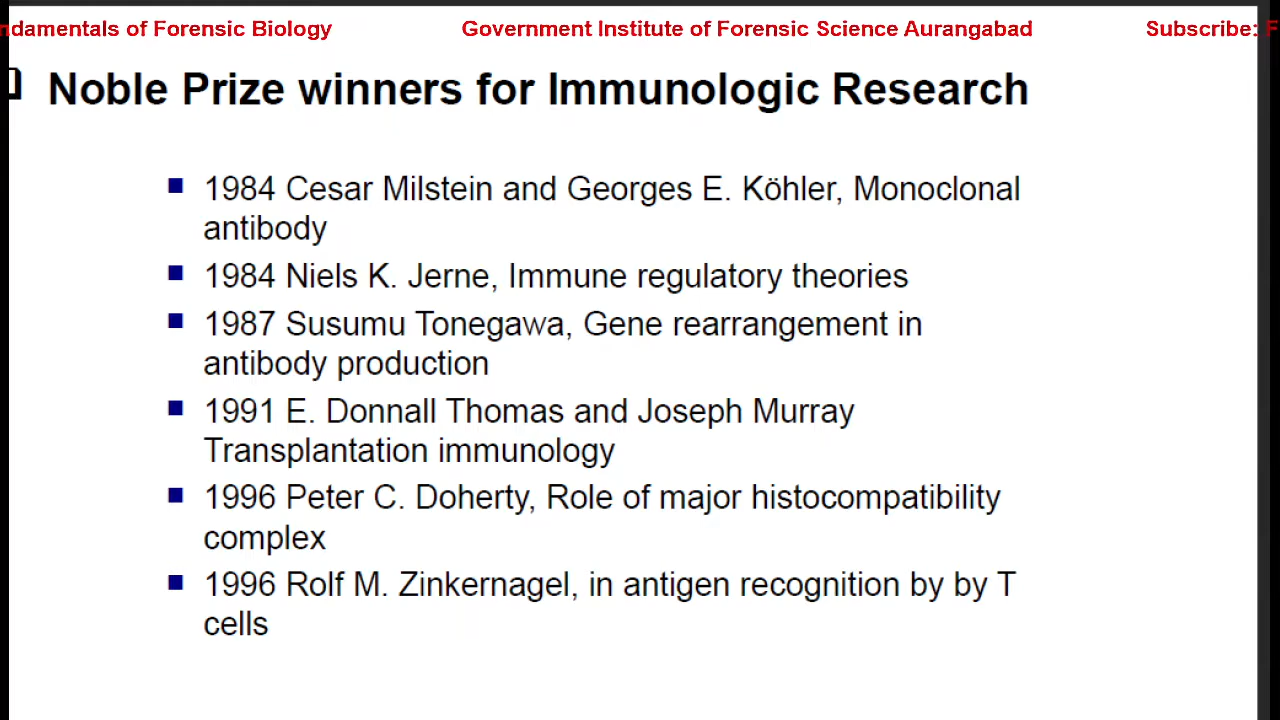 ndamentals of Forensic Biology Government Institute of Forensic Science Aurangabad Subscribe: F
Noble Prize winners for Immunologic Research
1984 Cesar Milstein and Georges E. Köhler, Monoclonal
antibody
1984 Niels K. Jerne, Immune regulatory theories
1987 Susumu Tonegawa, Gene rearrangement in
antibody production
1991 E. Donnall Thomas and Joseph Murray
Transplantation immunology
1996 Peter C. Doherty, Role of major histocompatibility
complex
1996 Rolf M. Zinkernagel, in antigen recognition by by T
cells